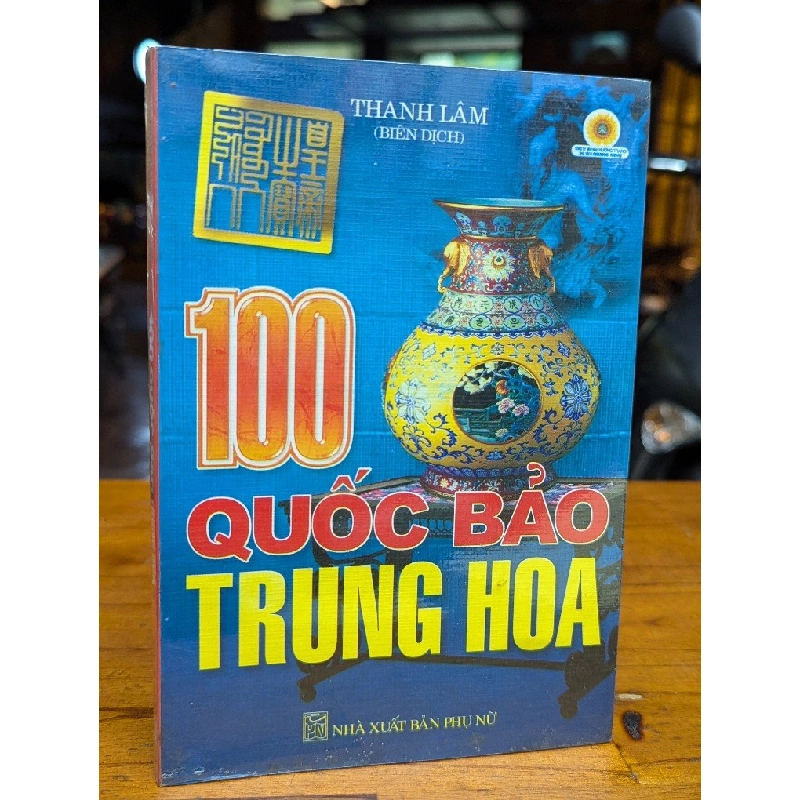 THANH LÂM
(BIÊN DỊCH)
100
QUỐC BẢO
TRUNG HOA
NHÀ XUẤT BẢN PHỤ NỮ